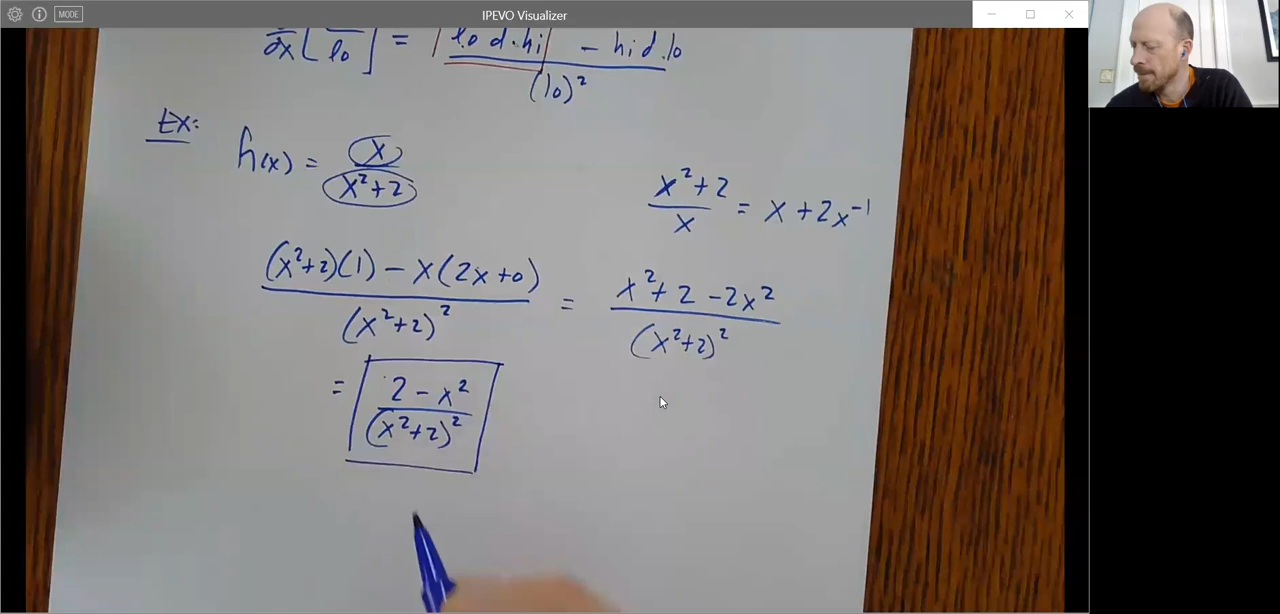 MODE
IPEVO Visualizer
dx [ lo ] = lo d.hi - hi d.lo
(lo)²
Ex:
h(x) = x
x²+2
x²+2
x = x + 2x⁻¹
(x²+2)(1) - x(2x+0)
(x²+2)²
= x²+2-2x²
(x²+2)²
= 2 - x²
(x²+2)²